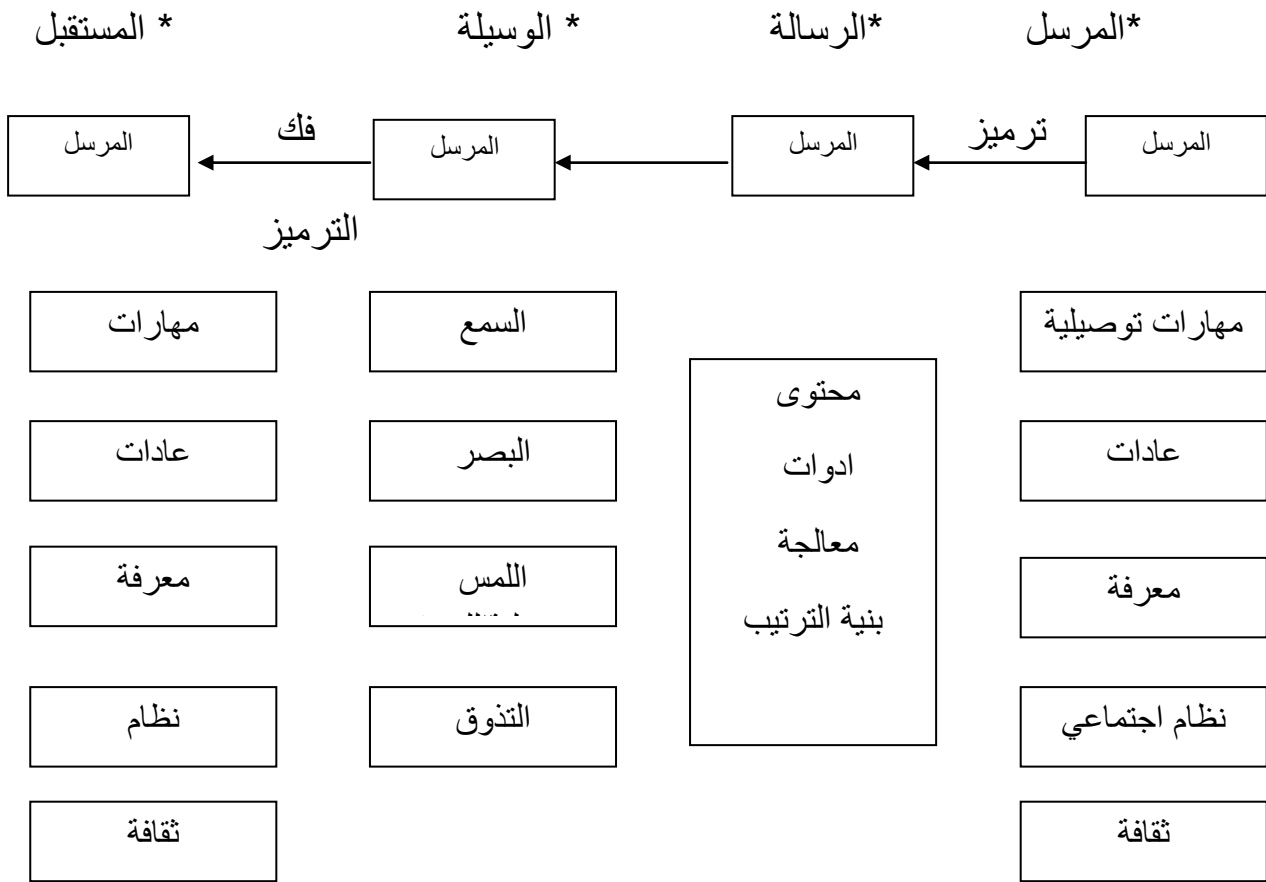 *المرسل
*الرسالة
* الوسيلة
* المستقبل
المرسل
ترميز
المرسل
المرسل
فك
الترميز
المرسل
مهارات توصيلية
عادات
معرفة
نظام اجتماعي
ثقافة
محتوى
ادوات
معالجة
بنية الترتيب
السمع
البصر
اللمس
التذوق
مهارات
عادات
معرفة
نظام
ثقافة